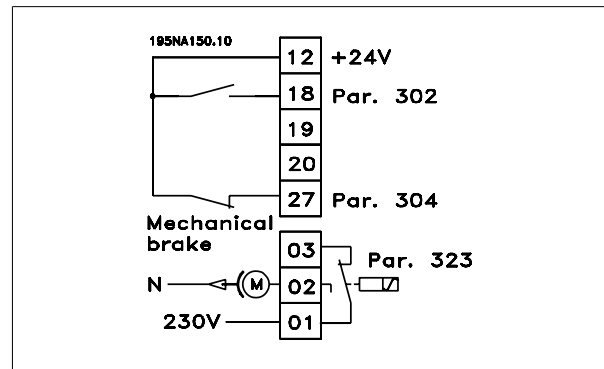 195NA150.10
12 +24V
18 Par. 302
19
20
27 Par. 304
Mechanical
brake
03
Par. 323
N M 02
230V 01